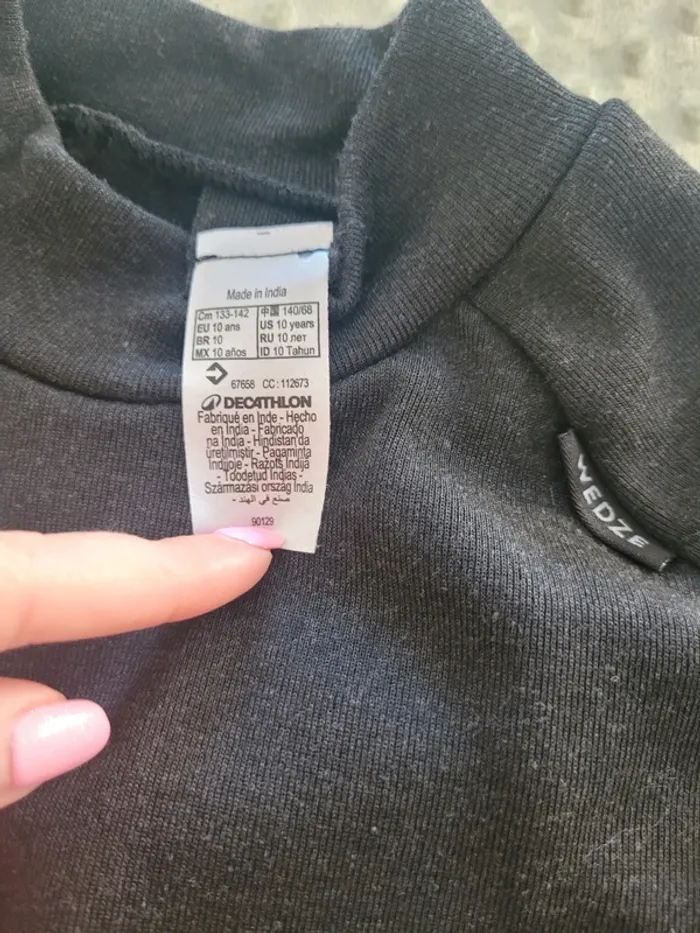 Made in India
Cm 133-142 中国 140/68
EU 10 ans US 10 years
BR 10 RU 10 лет
MX 10 años ID 10 Tahun
67658 CC : 112673
DECATHLON
Fabriqué en Inde - Hecho
en India - Fabricado
na Índia - Hindistan'da
üretilmiştir - Pagaminta
Indijoje - Ražots Indijā
- Toodetud Indias -
Származási ország India
صنع في الهند -
90129
WEDZE